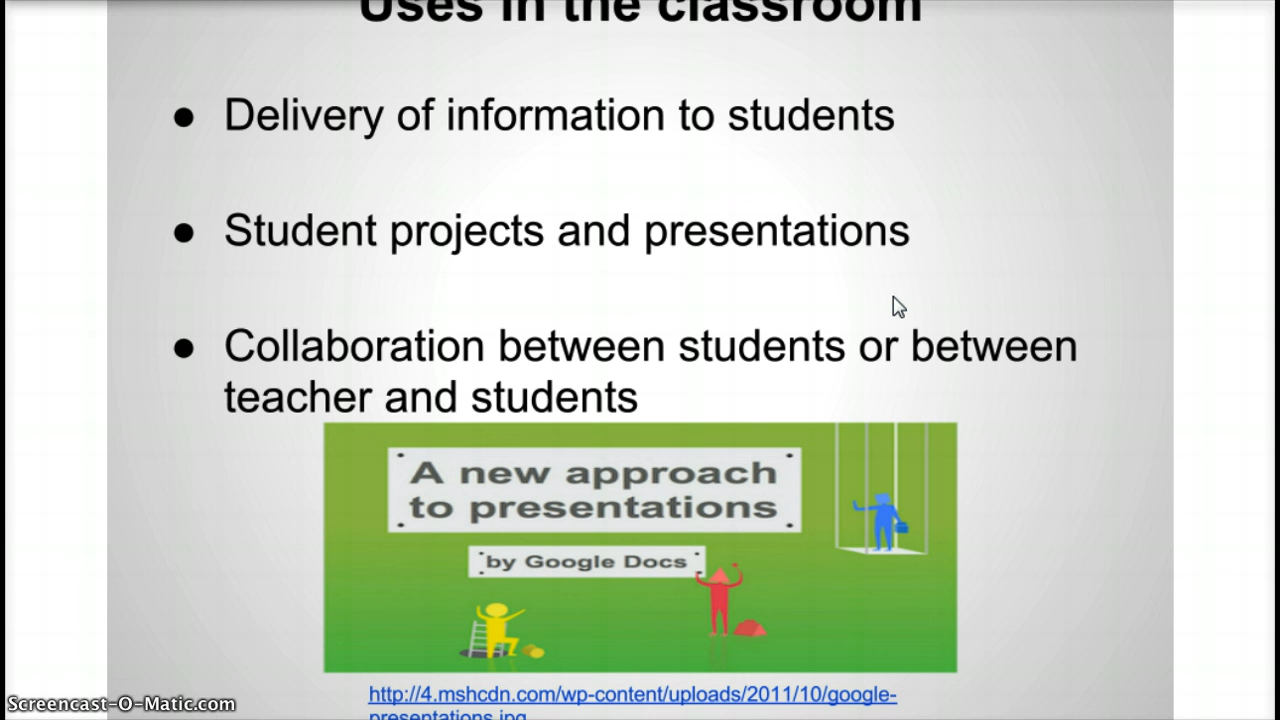 Uses in the classroom
● Delivery of information to students
● Student projects and presentations
● Collaboration between students or between
teacher and students
A new approach
to presentations
by Google Docs
http://4.mshcdn.com/wp-content/uploads/2011/10/google-
presentations.jpg
Screencast-O-Matic.com